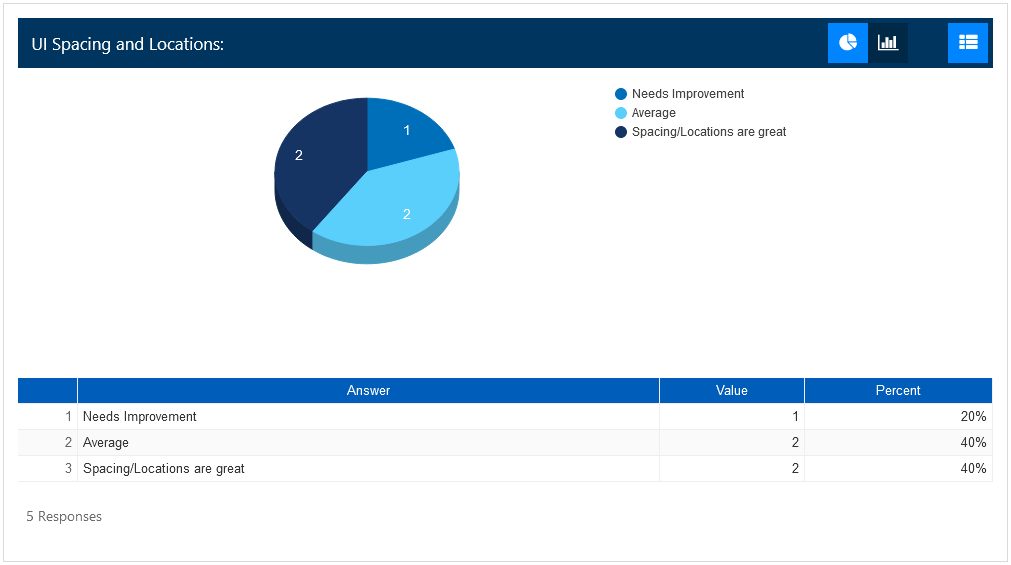 UI Spacing and Locations:
Needs Improvement
Average
Spacing/Locations are great
1
2
2
Answer Value Percent
1 Needs Improvement 1 20%
2 Average 2 40%
3 Spacing/Locations are great 2 40%
5 Responses